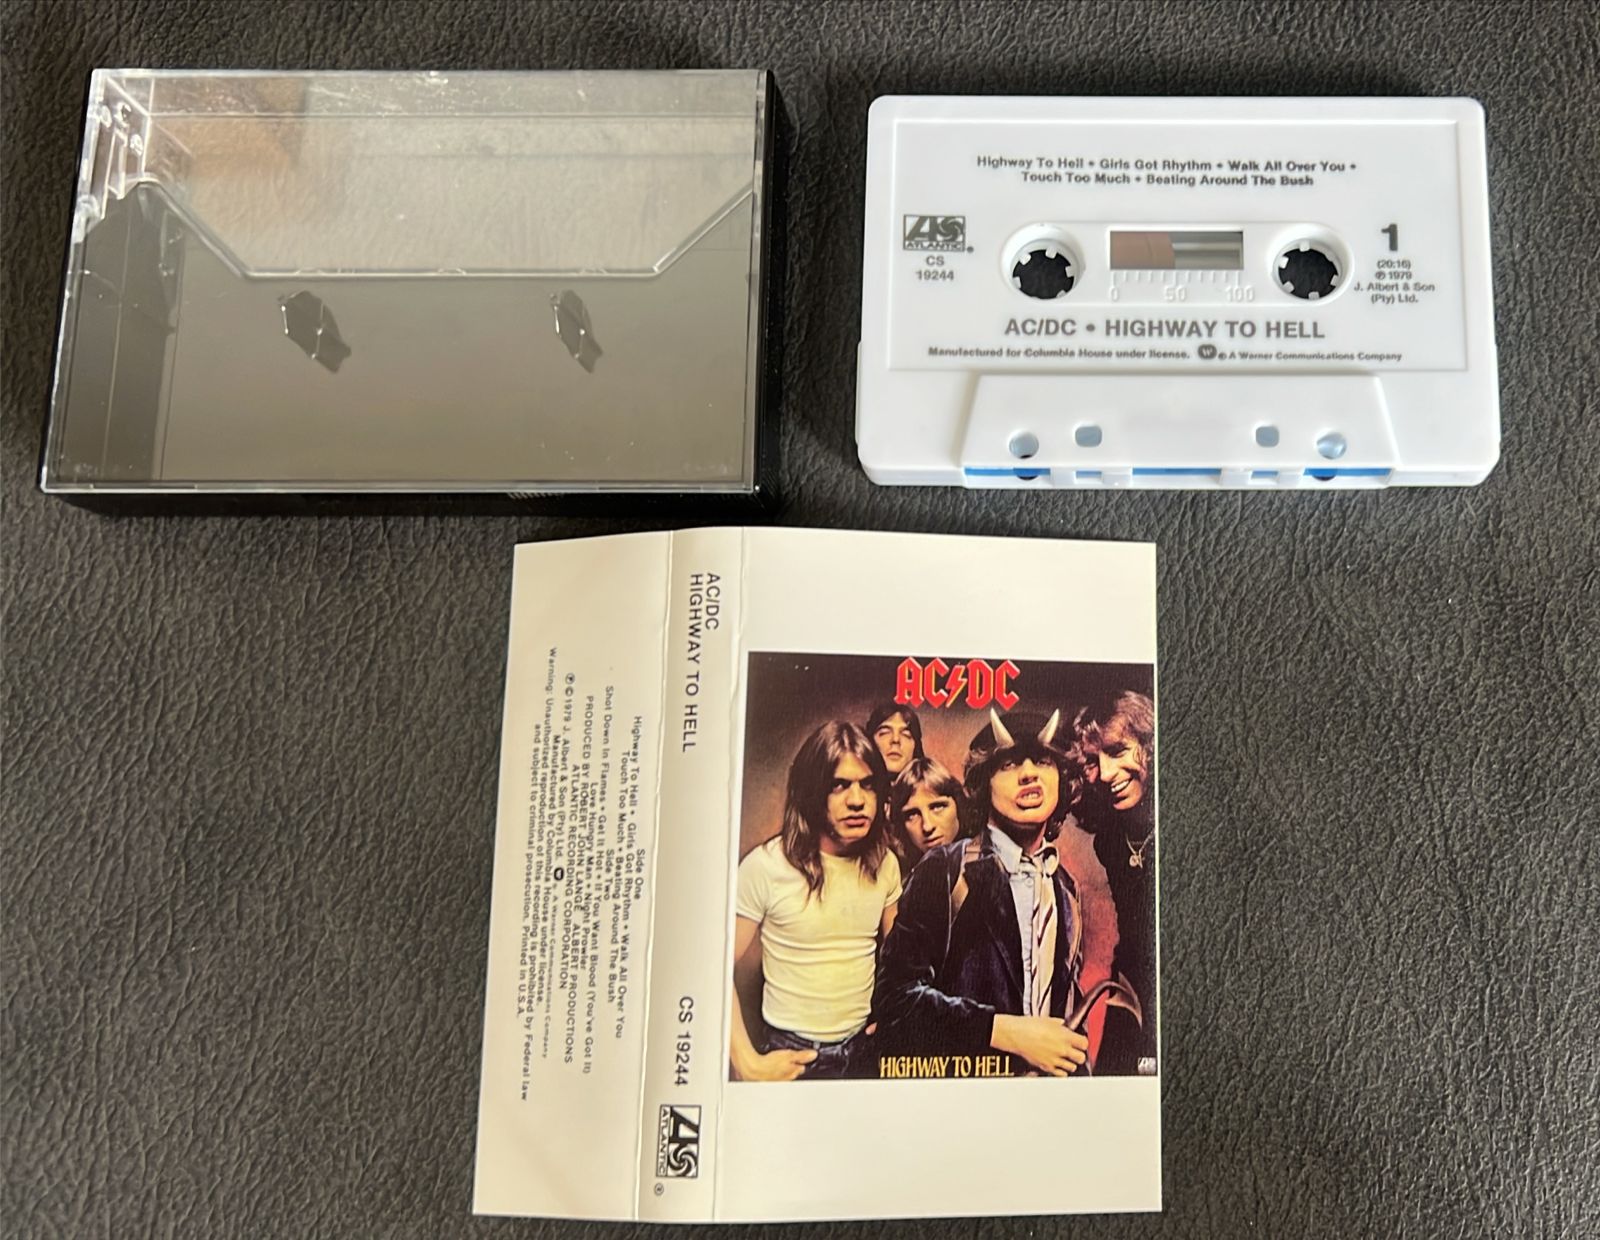 Highway To Hell • Girls Got Rhythm • Walk All Over You •
Touch Too Much • Beating Around The Bush
ATLANTIC®
CS
19244
1
(20:16)
℗ 1979
J. Albert & Son
(Pty) Ltd.
0 50 100
AC/DC • HIGHWAY TO HELL
Manufactured for Columbia House under license. W ® A Warner Communications Company
AC/DC
HIGHWAY TO HELL
CS 19244
ATLANTIC
®
Side One
Highway To Hell • Girls Got Rhythm • Walk All Over You
Touch Too Much • Beating Around The Bush
Side Two
Shot Down In Flames • Get It Hot • If You Want Blood (You've Got It)
Love Hungry Man • Night Prowler
PRODUCED BY ROBERT JOHN LANGE ALBERT PRODUCTIONS
ATLANTIC RECORDING CORPORATION
℗ © 1979 J. Albert & Son (Pty) Ltd. W ® A Warner Communications Company
Manufactured by Columbia House under license.
Warning: Unauthorized reproduction of this recording is prohibited by Federal law
and subject to criminal prosecution. Printed in U.S.A.
AC/DC
HIGHWAY TO HELL